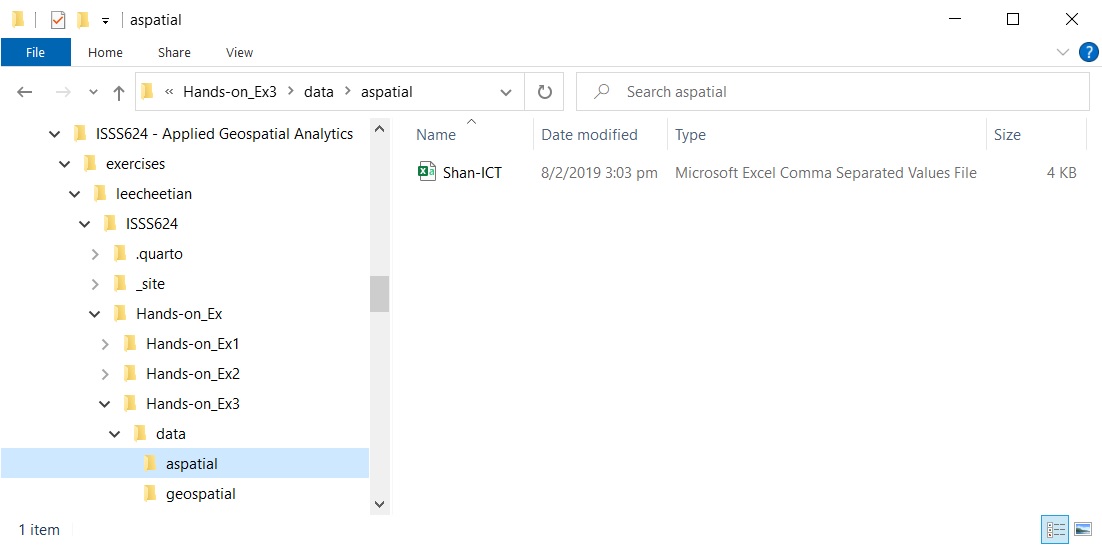 aspatial
File Home Share View
« Hands-on_Ex3 > data > aspatial
Search aspatial
Name Date modified Type Size
Shan-ICT 8/2/2019 3:03 pm Microsoft Excel Comma Separated Values File 4 KB
ISSS624 - Applied Geospatial Analytics
exercises
leecheetian
ISSS624
.quarto
_site
Hands-on_Ex
Hands-on_Ex1
Hands-on_Ex2
Hands-on_Ex3
data
aspatial
geospatial
1 item